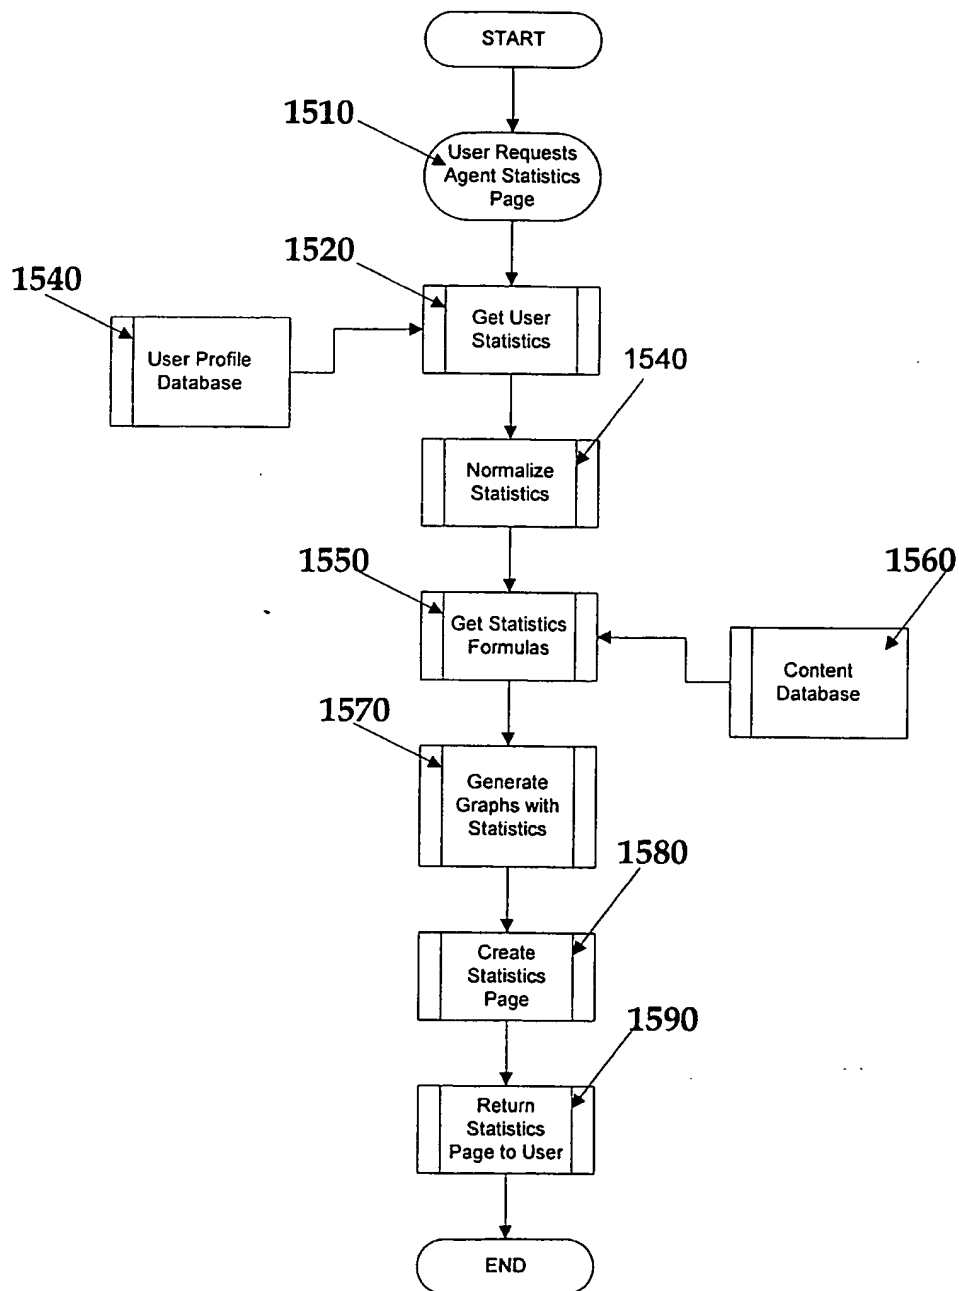 START
1510
User Requests
Agent Statistics
Page
1520
1540
Get User
Statistics
User Profile
Database
1540
Normalize
Statistics
1550
1560
Get Statistics
Formulas
Content
Database
1570
Generate
Graphs with
Statistics
1580
Create
Statistics
Page
1590
Return
Statistics
Page to User
END